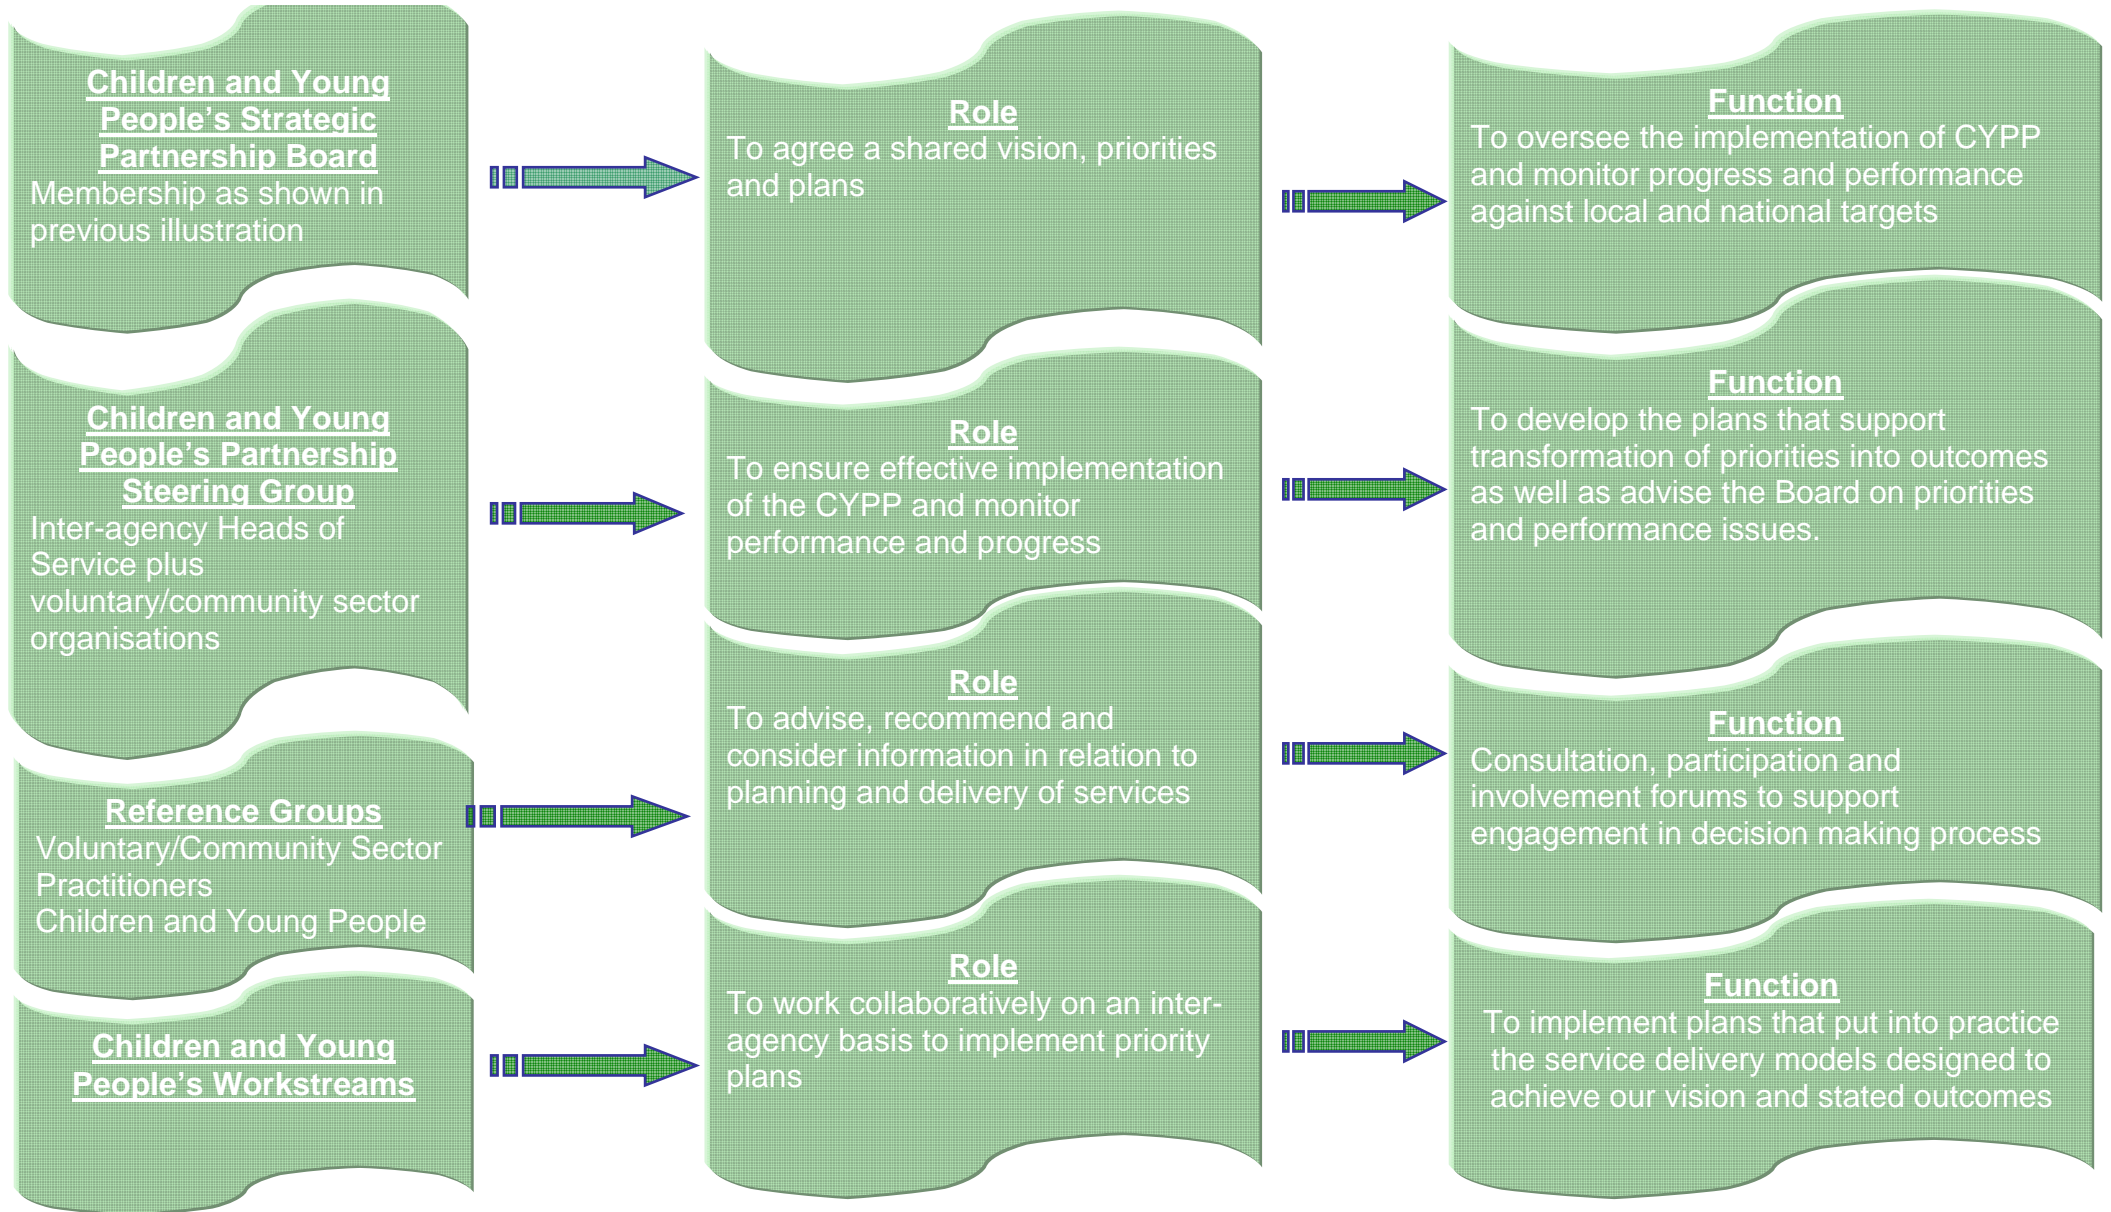 Children and Young
People's Strategic
Partnership Board
Membership as shown in
previous illustration
Role
To agree a shared vision, priorities
and plans
Function
To oversee the implementation of CYPP
and monitor progress and performance
against local and national targets
Children and Young
People's Partnership
Steering Group
Inter-agency Heads of
Service plus
voluntary/community sector
organisations
Role
To ensure effective implementation
of the CYPP and monitor
performance and progress
Function
To develop the plans that support
transformation of priorities into outcomes
as well as advise the Board on priorities
and performance issues.
Reference Groups
Voluntary/Community Sector
Practitioners
Children and Young People
Role
To advise, recommend and
consider information in relation to
planning and delivery of services
Function
Consultation, participation and
involvement forums to support
engagement in decision making process
Children and Young
People's Workstreams
Role
To work collaboratively on an inter-
agency basis to implement priority
plans
Function
To implement plans that put into practice
the service delivery models designed to
achieve our vision and stated outcomes